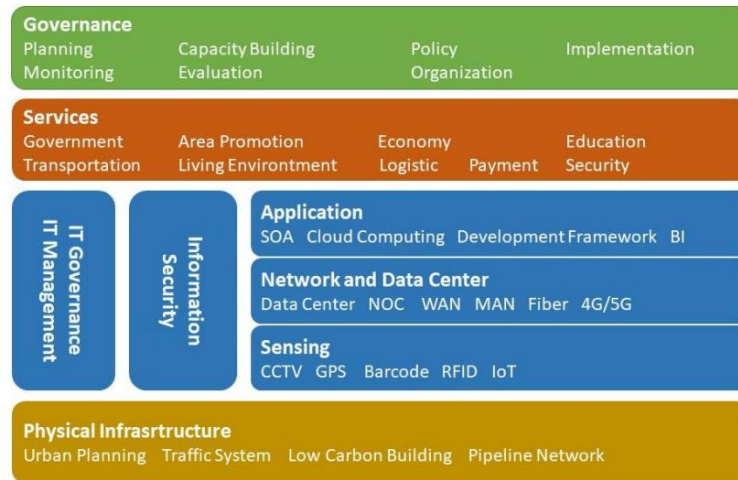 Governance
Planning Capacity Building Policy Implementation
Monitoring Evaluation Organization
Services
Government Area Promotion Economy Education
Transportation Living Environtment Logistic Payment Security
IT Governance
IT Management
Information
Security
Application
SOA Cloud Computing Development Framework BI
Network and Data Center
Data Center NOC WAN MAN Fiber 4G/5G
Sensing
CCTV GPS Barcode RFID IoT
Physical Infrasrtructure
Urban Planning Traffic System Low Carbon Building Pipeline Network